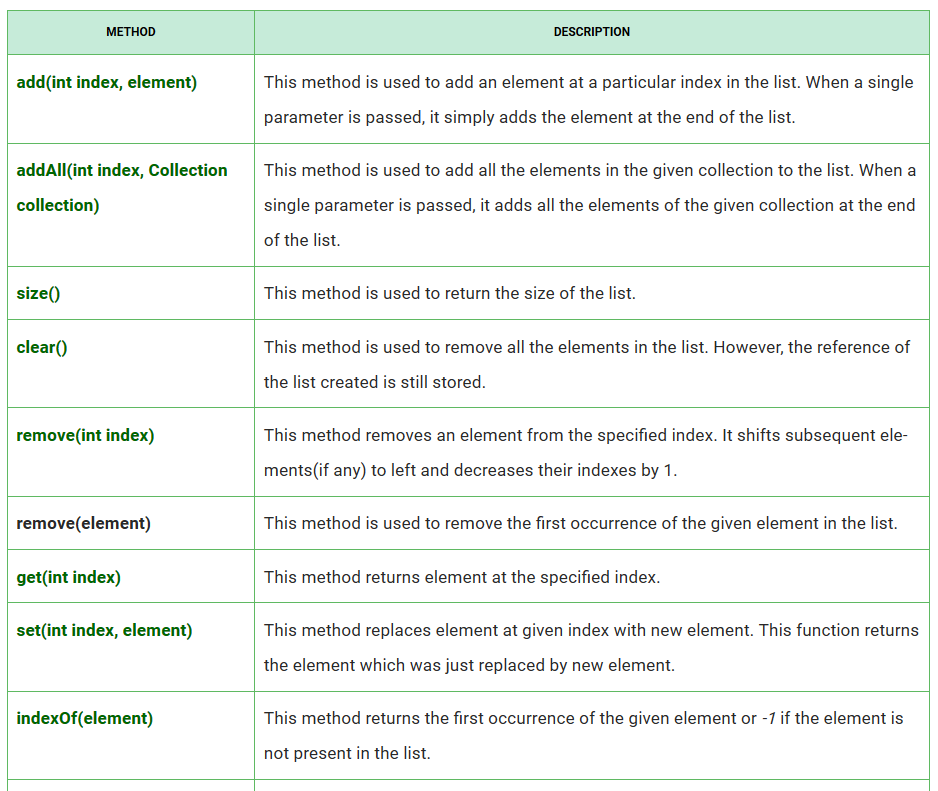 METHOD
DESCRIPTION
add(int index, element)
This method is used to add an element at a particular index in the list. When a single
parameter is passed, it simply adds the element at the end of the list.
addAll(int index, Collection
collection)
This method is used to add all the elements in the given collection to the list. When a
single parameter is passed, it adds all the elements of the given collection at the end
of the list.
size()
This method is used to return the size of the list.
clear()
This method is used to remove all the elements in the list. However, the reference of
the list created is still stored.
remove(int index)
This method removes an element from the specified index. It shifts subsequent ele-
ments(if any) to left and decreases their indexes by 1.
remove(element)
This method is used to remove the first occurrence of the given element in the list.
get(int index)
This method returns element at the specified index.
set(int index, element)
This method replaces element at given index with new element. This function returns
the element which was just replaced by new element.
indexOf(element)
This method returns the first occurrence of the given element or -1 if the element is
not present in the list.